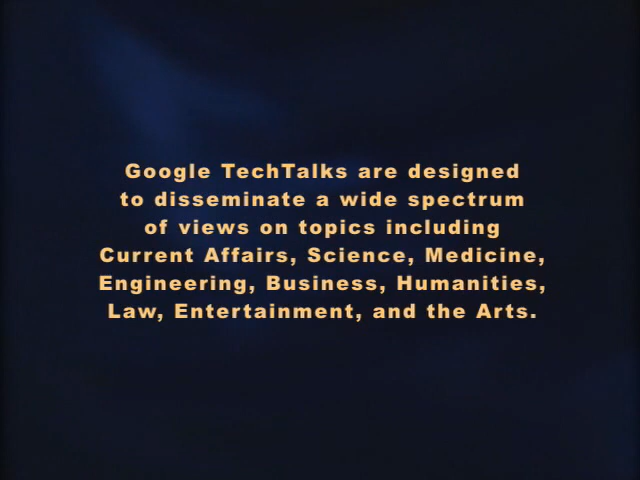 Google TechTalks are designed
to disseminate a wide spectrum
of views on topics including
Current Affairs, Science, Medicine,
Engineering, Business, Humanities,
Law, Entertainment, and the Arts.